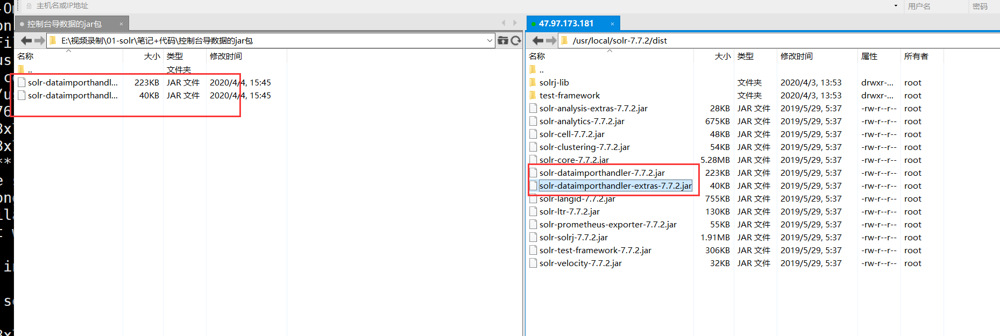 主机名或IP地址 用户名 密码
控制台导数据的jar包 ×
E:\视频录制\01-solr\笔记+代码\控制台导数据的jar包
名称 大小 类型 修改时间
.. 文件夹
solr-dataimporthandl... 223KB JAR 文件 2020/4/4, 15:45
solr-dataimporthandl... 40KB JAR 文件 2020/4/4, 15:45
47.97.173.181 ×
/usr/local/solr-7.7.2/dist
名称 大小 类型 修改时间 属性 所有者
..
solrj-lib 文件夹 2020/4/3, 13:53 drwxr-... root
test-framework 文件夹 2020/4/3, 13:53 drwxr-... root
solr-analysis-extras-7.7.2.jar 28KB JAR 文件 2019/5/29, 5:37 -rw-r--r-- root
solr-analytics-7.7.2.jar 675KB JAR 文件 2019/5/29, 5:37 -rw-r--r-- root
solr-cell-7.7.2.jar 48KB JAR 文件 2019/5/29, 5:37 -rw-r--r-- root
solr-clustering-7.7.2.jar 54KB JAR 文件 2019/5/29, 5:37 -rw-r--r-- root
solr-core-7.7.2.jar 5.28MB JAR 文件 2019/5/29, 5:37 -rw-r--r-- root
solr-dataimporthandler-7.7.2.jar 223KB JAR 文件 2019/5/29, 5:37 -rw-r--r-- root
solr-dataimporthandler-extras-7.7.2.jar 40KB JAR 文件 2019/5/29, 5:37 -rw-r--r-- root
solr-langid-7.7.2.jar 755KB JAR 文件 2019/5/29, 5:37 -rw-r--r-- root
solr-ltr-7.7.2.jar 130KB JAR 文件 2019/5/29, 5:37 -rw-r--r-- root
solr-prometheus-exporter-7.7.2.jar 55KB JAR 文件 2019/5/29, 5:37 -rw-r--r-- root
solr-solrj-7.7.2.jar 1.91MB JAR 文件 2019/5/29, 5:37 -rw-r--r-- root
solr-test-framework-7.7.2.jar 306KB JAR 文件 2019/5/29, 5:37 -rw-r--r-- root
solr-velocity-7.7.2.jar 32KB JAR 文件 2019/5/29, 5:37 -rw-r--r-- root